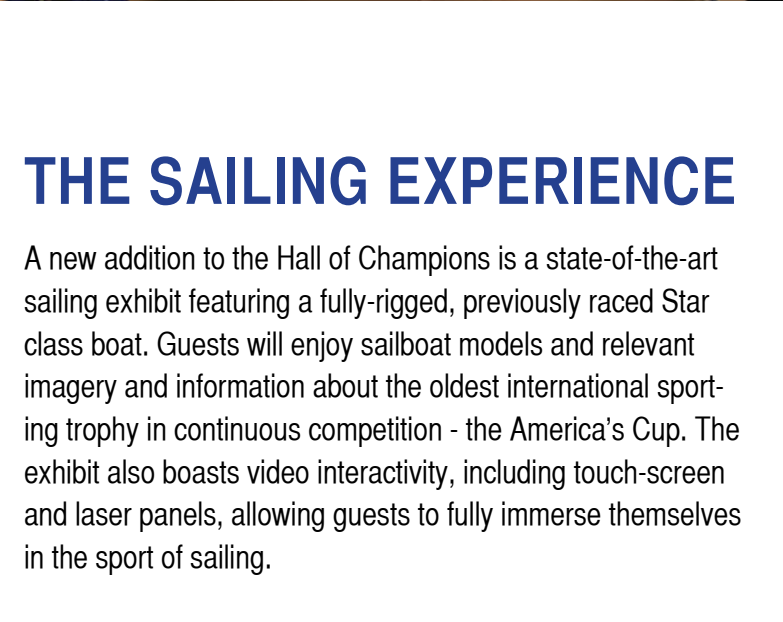 THE SAILING EXPERIENCE
A new addition to the Hall of Champions is a state-of-the-art
sailing exhibit featuring a fully-rigged, previously raced Star
class boat. Guests will enjoy sailboat models and relevant
imagery and information about the oldest international sport-
ing trophy in continuous competition - the America’s Cup. The
exhibit also boasts video interactivity, including touch-screen
and laser panels, allowing guests to fully immerse themselves
in the sport of sailing.